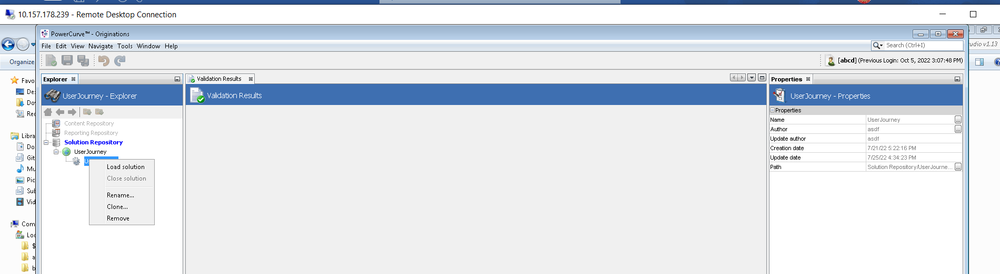 10.157.178.239 - Remote Desktop Connection
PowerCurve™ - Originations
File Edit View Navigate Tools Window Help
Search (Ctrl+I)
udio v1.13
Organize
[abcd] (Previous Login: Oct 5, 2022 3:07:48 PM)
Explorer
Validation Results
Properties
Favo
UserJourney - Explorer
Validation Results
UserJourney - Properties
Des
Dov
Rec
Properties
Name UserJourney ...
Author asdf ...
Update author asdf
Creation date 7/21/22 5:22:16 PM
Update date 7/25/22 4:34:23 PM
Path Solution Repository/UserJourne... ...
Content Repository
Reporting Repository
Solution Repository
UserJourney
Load solution
Close solution
Rename...
Clone...
Remove
Libra
Do
Git
Mu
Pic
Sub
Vid
Com
Loc
$
a
b